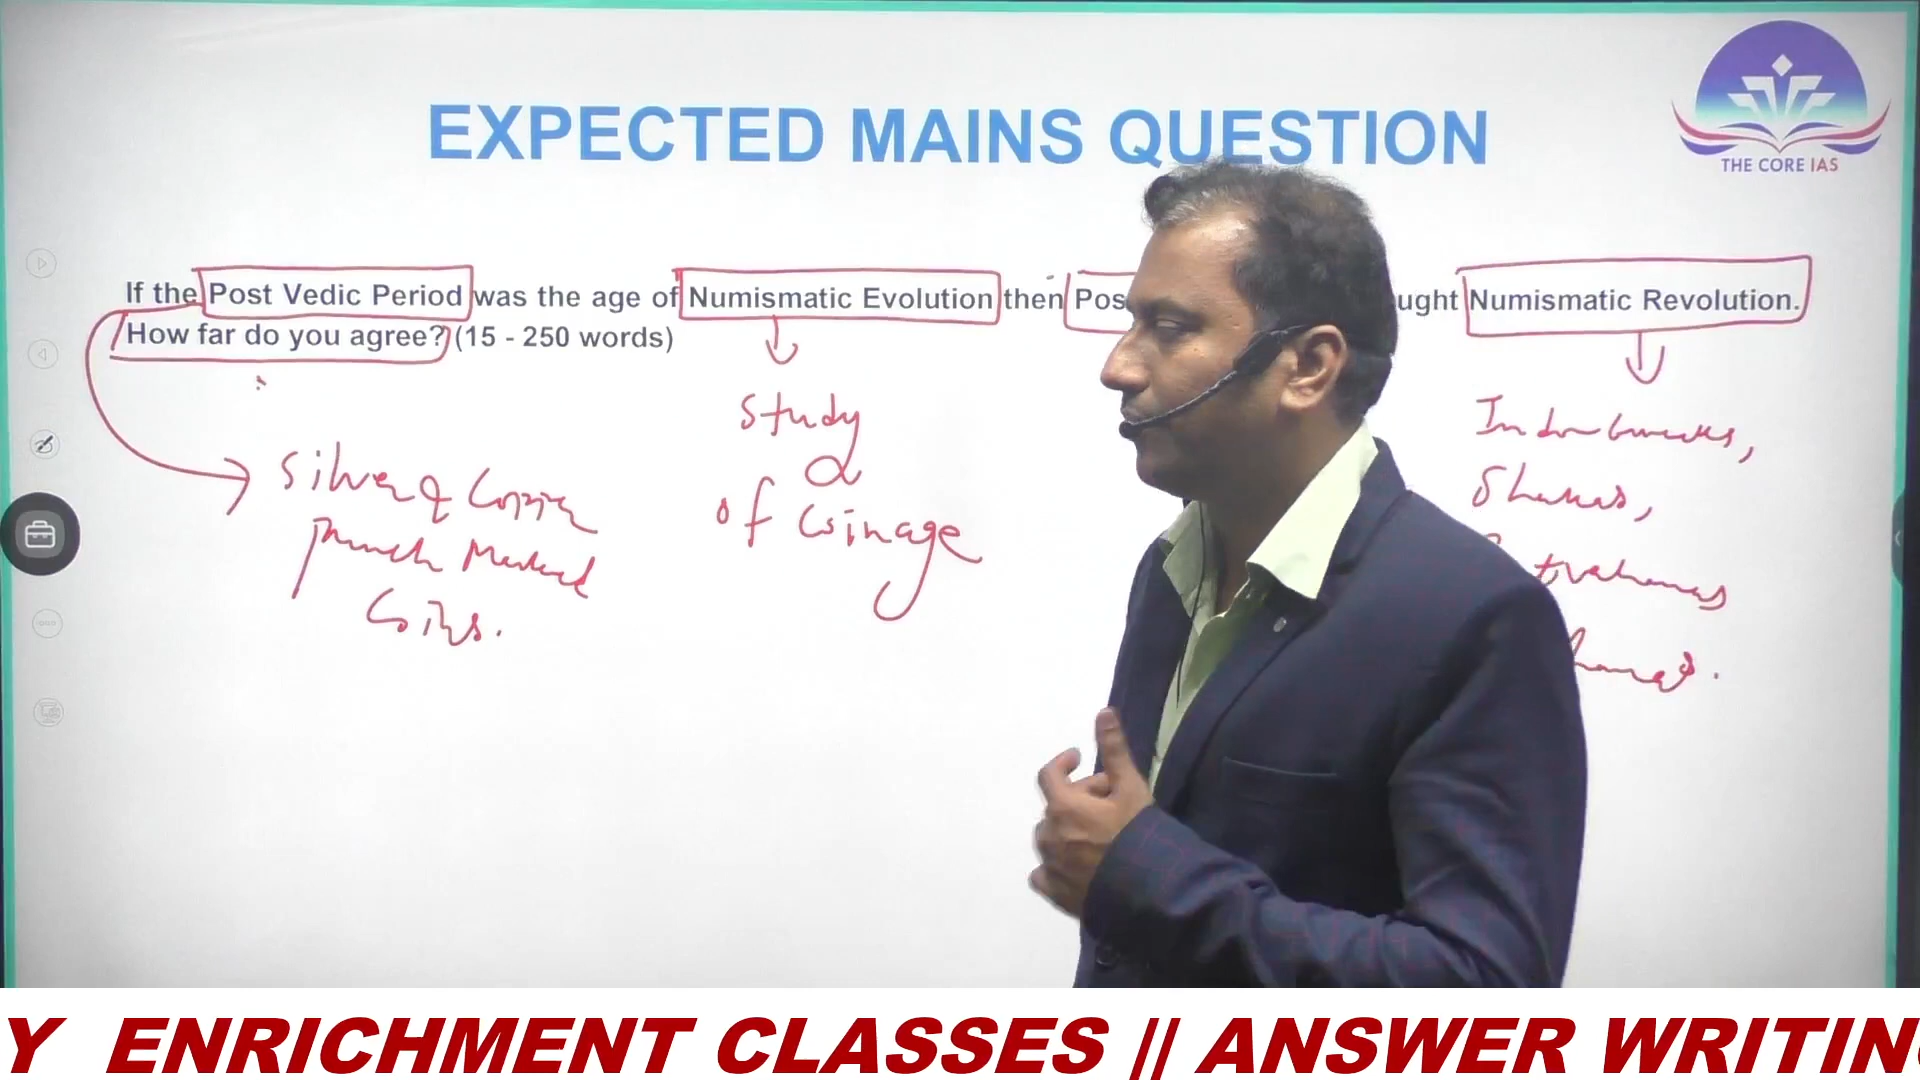 EXPECTED MAINS QUESTION
THE CORE IAS
If the Post Vedic Period was the age of Numismatic Evolution then Pos ught Numismatic Revolution.
How far do you agree? (15 - 250 words)
Silver & Copper
Punch Marked
Coins.
Study
of Coinage
Shakas,
Y ENRICHMENT CLASSES // ANSWER WRITIN